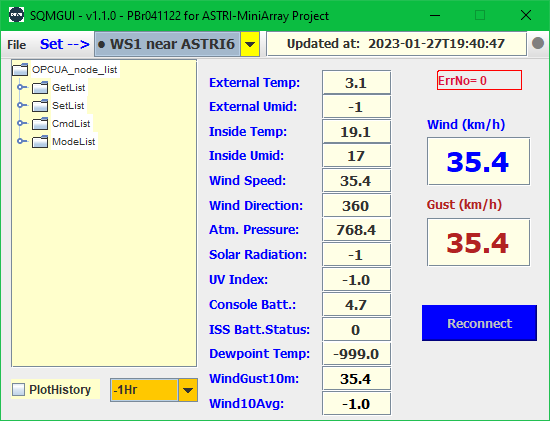 SQMGUI - v1.1.0 - PBr041122 for ASTRI-MiniArray Project
File Set --> • WS1 near ASTRI6 Updated at: 2023-01-27T19:40:47
OPCUA_node_list
GetList
SetList
CmdList
ModeList
PlotHistory -1Hr
External Temp: 3.1
External Umid: -1
Inside Temp: 19.1
Inside Umid: 17
Wind Speed: 35.4
Wind Direction: 360
Atm. Pressure: 768.4
Solar Radiation: -1
UV Index: -1.0
Console Batt.: 4.7
ISS Batt.Status: 0
Dewpoint Temp: -999.0
WindGust10m: 35.4
Wind10Avg: -1.0
ErrNo= 0
Wind (km/h)
35.4
Gust (km/h)
35.4
Reconnect